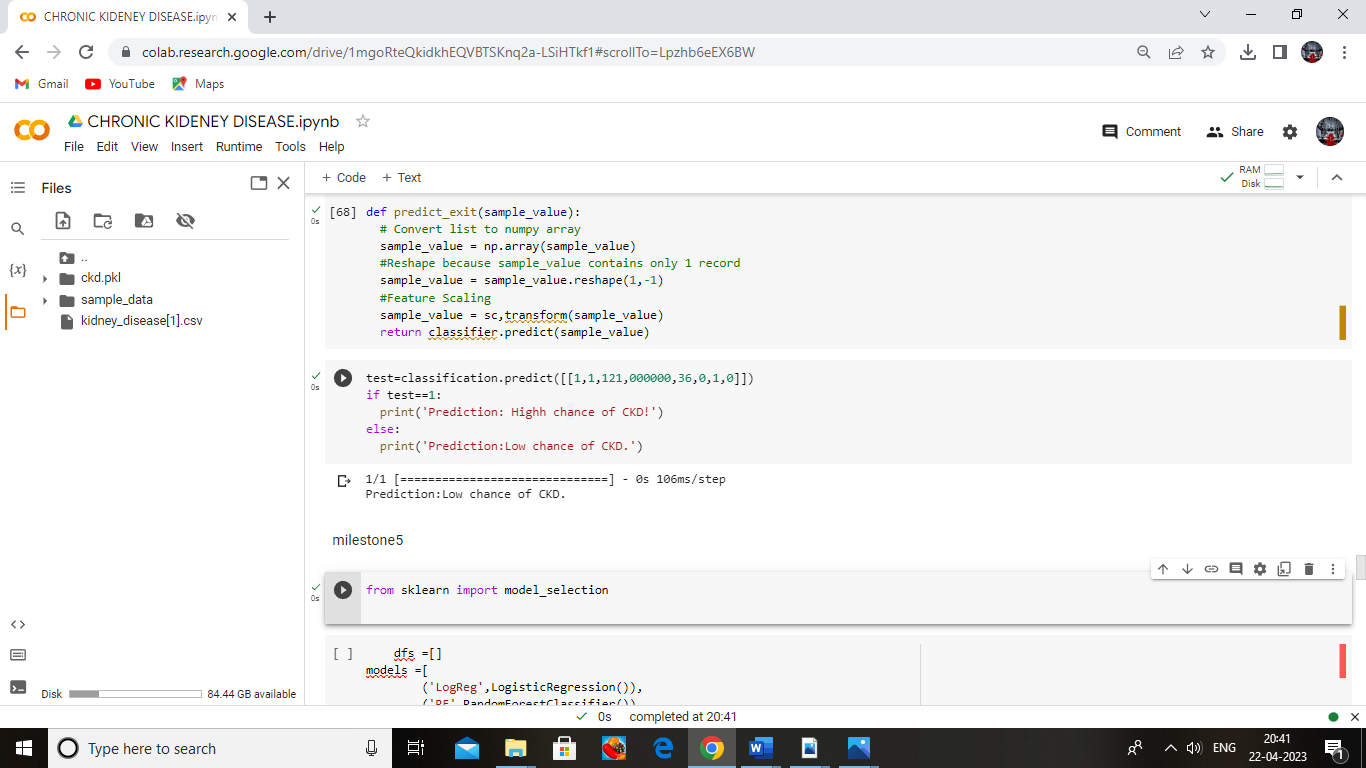 CHRONIC KIDENEY DISEASE.ipyn
colab.research.google.com/drive/1mgoRteQkidkhEQVBTSKnq2a-LSiHTkf1#scrollTo=Lpzhb6eEX6BW
Gmail YouTube Maps
CHRONIC KIDENEY DISEASE.ipynb
File Edit View Insert Runtime Tools Help
Comment Share
Files
+ Code + Text
RAM
Disk
..
ckd.pkl
sample_data
kidney_disease[1].csv
{x}
<>
Disk 84.44 GB available
0s
[68] def predict_exit(sample_value):
# Convert list to numpy array
sample_value = np.array(sample_value)
#Reshape because sample_value contains only 1 record
sample_value = sample_value.reshape(1,-1)
#Feature Scaling
sample_value = sc,transform(sample_value)
return classifier.predict(sample_value)
0s
test=classification.predict([[1,1,121,000000,36,0,1,0]])
if test==1:
print('Prediction: Highh chance of CKD!')
else:
print('Prediction:Low chance of CKD.')
1/1 [==============================] - 0s 106ms/step
Prediction:Low chance of CKD.
milestone5
0s
from sklearn import model_selection
[ ] dfs =[]
models =[
('LogReg',LogisticRegression()),
('RF',RandomForestClassifier())
0s completed at 20:41
Type here to search
ENG
20:41
22-04-2023
1